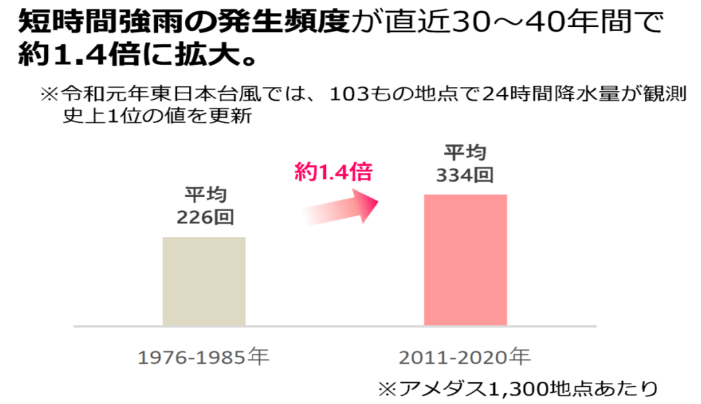 短時間強雨の発生頻度が直近30～40年間で
約1.4倍に拡大。
※令和元年東日本台風では、103もの地点で24時間降水量が観測
史上1位の値を更新
約1.4倍
平均
334回
平均
226回
1976-1985年
2011-2020年
※アメダス1,300地点あたり